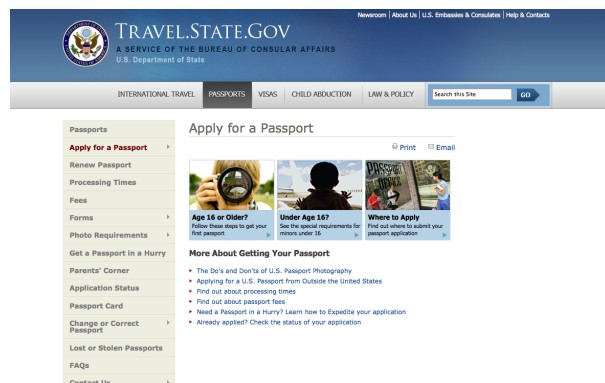 Newsroom | About Us | U.S. Embassies & Consulates | Help & Contacts
TRAVEL.STATE.GOV
A SERVICE OF THE BUREAU OF CONSULAR AFFAIRS
U.S. Department of State
INTERNATIONAL TRAVEL PASSPORTS VISAS CHILD ABDUCTION LAW & POLICY Search this Site GO
Passports
Apply for a Passport
Renew Passport
Processing Times
Fees
Forms
Photo Requirements
Get a Passport in a Hurry
Parents' Corner
Application Status
Passport Card
Change or Correct
Passport
Lost or Stolen Passports
FAQs
Contact Us
Apply for a Passport
Print Email
PASSPORT
OFFICE
Age 16 or Older?
Follow these steps to get your
first passport
Under Age 16?
See the special requirements for
minors under 16
Where to Apply
Find out where to submit your
passport application
More About Getting Your Passport
The Do's and Don'ts of U.S. Passport Photography
Applying for a U.S. Passport from Outside the United States
Find out about processing times
Find out about passport fees
Need a Passport in a Hurry? Learn how to Expedite your application
Already applied? Check the status of your application